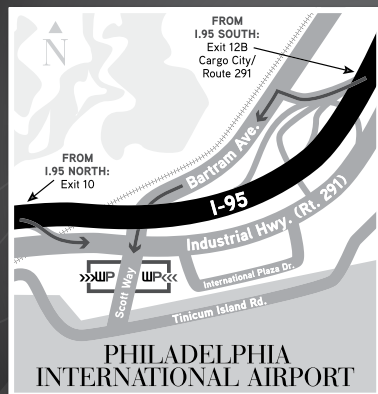 N
FROM
I.95 SOUTH:
Exit 12B
Cargo City/
Route 291
FROM
I.95 NORTH:
Exit 10
Bartram Ave.
I-95
Industrial Hwy. (Rt. 291)
International Plaza Dr.
WP WP
Scott Way
Tinicum Island Rd.
PHILADELPHIA
INTERNATIONAL AIRPORT